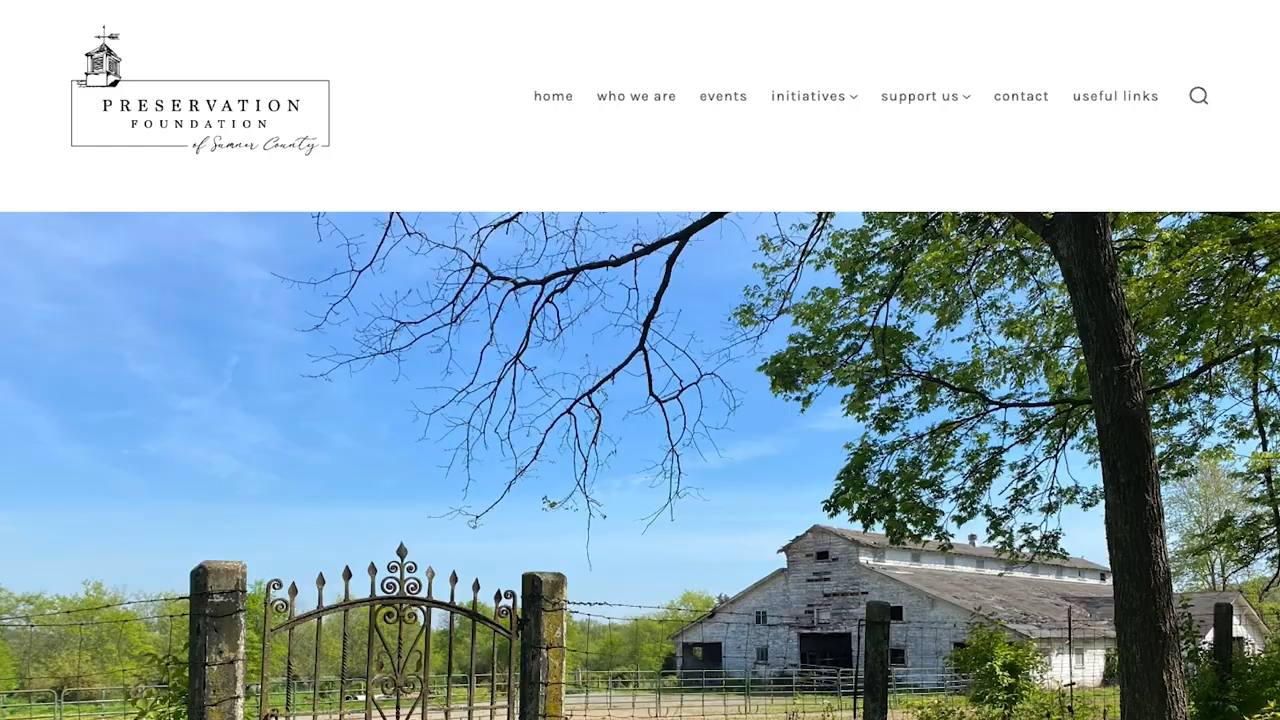 PRESERVATION
FOUNDATION
of Sumner County
home who we are events initiatives support us contact useful links